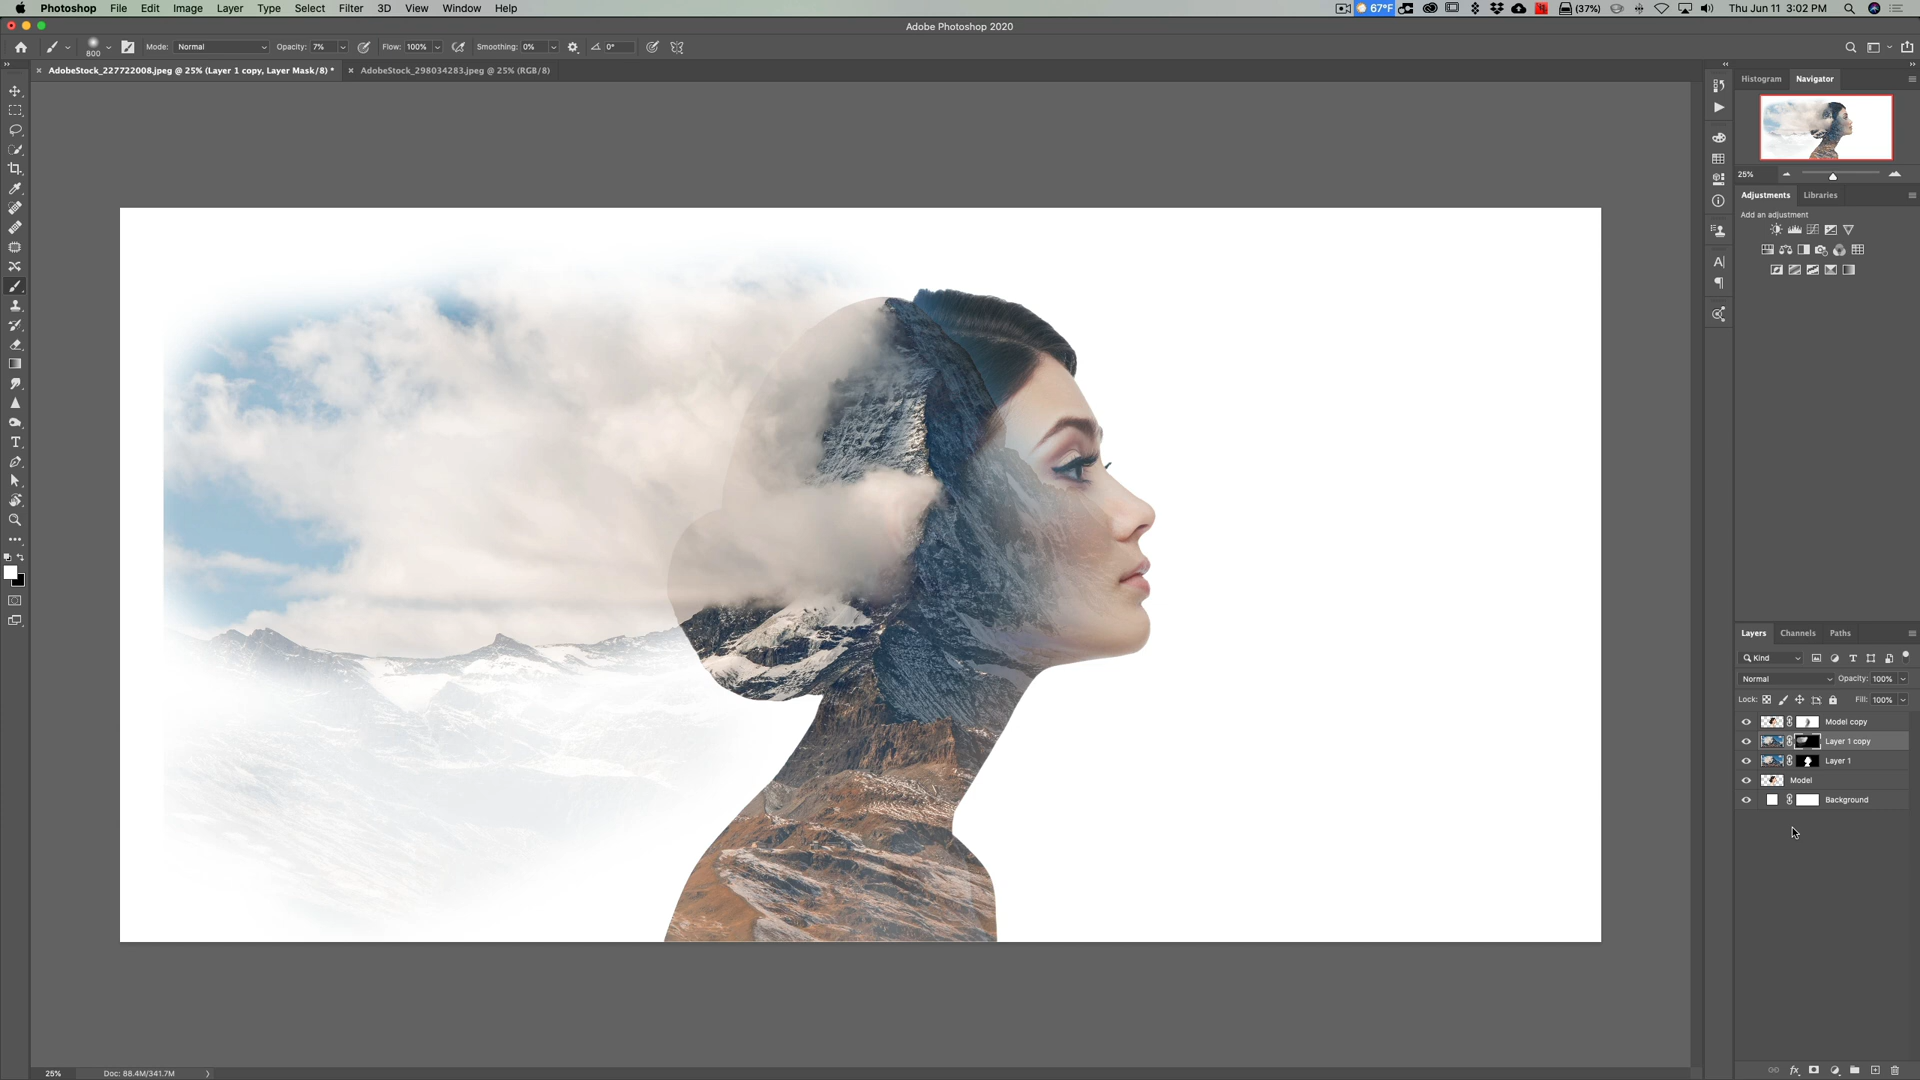 Photoshop File Edit Image Layer Type Select Filter 3D View Window Help 67°F (37%) Thu Jun 11 3:02 PM
Adobe Photoshop 2020
800 Mode: Normal Opacity: 7% Flow: 100% Smoothing: 0% 0°
AdobeStock_227722008.jpeg @ 25% (Layer 1 copy, Layer Mask/8) * AdobeStock_298034283.jpeg @ 25% (RGB/8)
Histogram Navigator
25%
Adjustments Libraries
Add an adjustment
Layers Channels Paths
Kind
Normal Opacity: 100%
Lock: Fill: 100%
Model copy
Layer 1 copy
Layer 1
Model
Background
25% Doc: 88.4M/341.7M